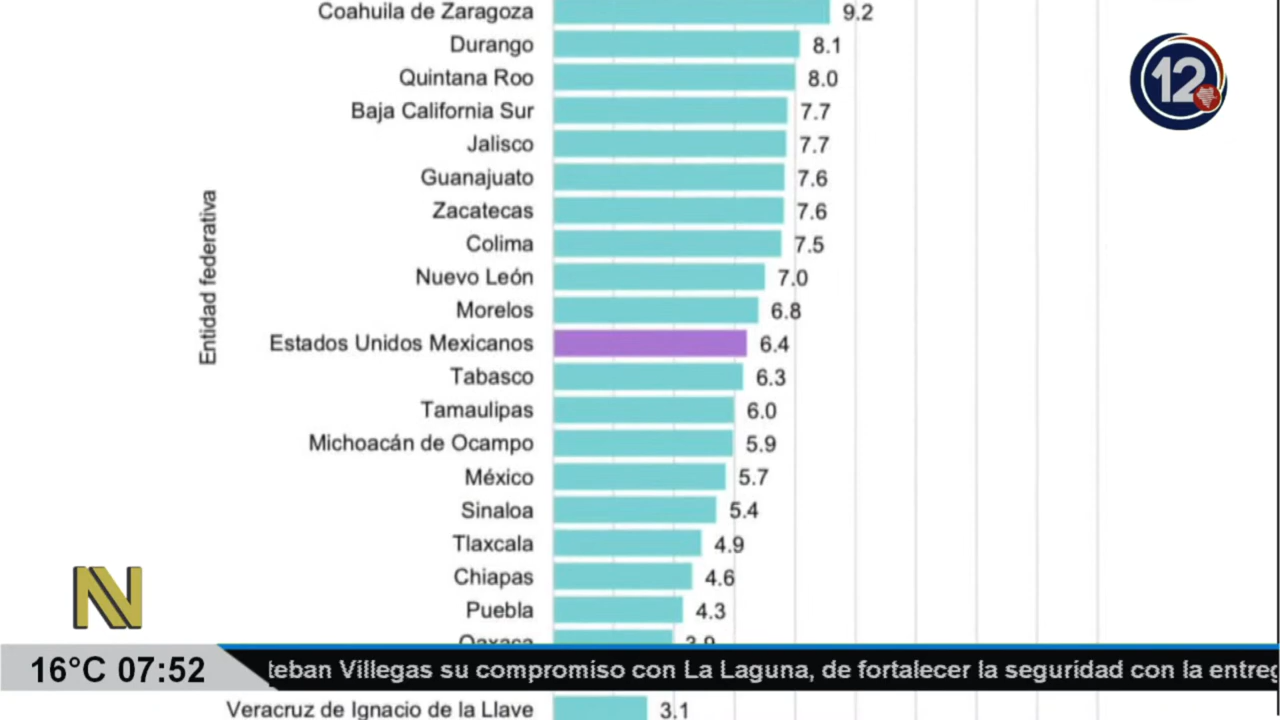 Coahuila de Zaragoza 9.2
Durango 8.1
Quintana Roo 8.0
Baja California Sur 7.7
Jalisco 7.7
Guanajuato 7.6
Zacatecas 7.6
Colima 7.5
Nuevo León 7.0
Morelos 6.8
Estados Unidos Mexicanos 6.4
Tabasco 6.3
Tamaulipas 6.0
Michoacán de Ocampo 5.9
México 5.7
Sinaloa 5.4
Tlaxcala 4.9
Chiapas 4.6
Puebla 4.3
Oaxaca 3.9
Veracruz de Ignacio de la Llave 3.1
Entidad federativa
12
N
16°C 07:52
teban Villegas su compromiso con La Laguna, de fortalecer la seguridad con la entreg